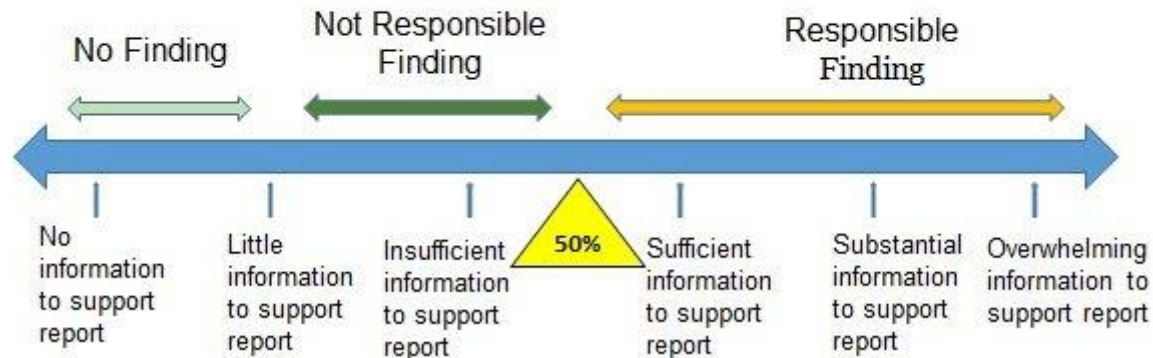 No Finding
Not Responsible
Finding
Responsible
Finding
50%
No
information
to support
report
Little
information
to support
report
Insufficient
information
to support
report
Sufficient
information
to support
report
Substantial
information
to support
report
Overwhelming
information to
support report